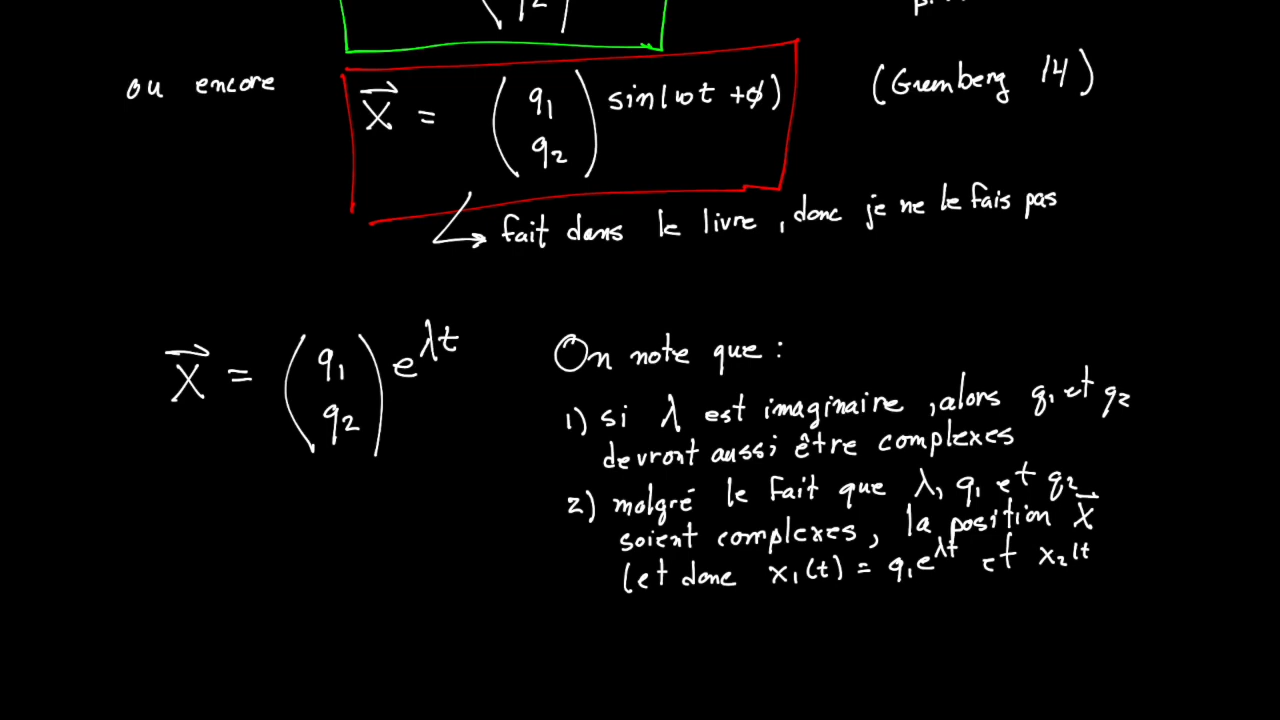 ou encore X⃗ = (q₁ q₂) sin(ωt + φ) (Grumberg 14)
fait dans le livre, donc je ne le fais pas
X⃗ = (q₁ q₂) e^λt
On note que :
1) si λ est imaginaire, alors q₁ et q₂
devront aussi être complexes
2) malgré le fait que λ, q₁ et q₂
soient complexes, la position X⃗
(et donc x₁(t) = q₁e^λt et x₂(t